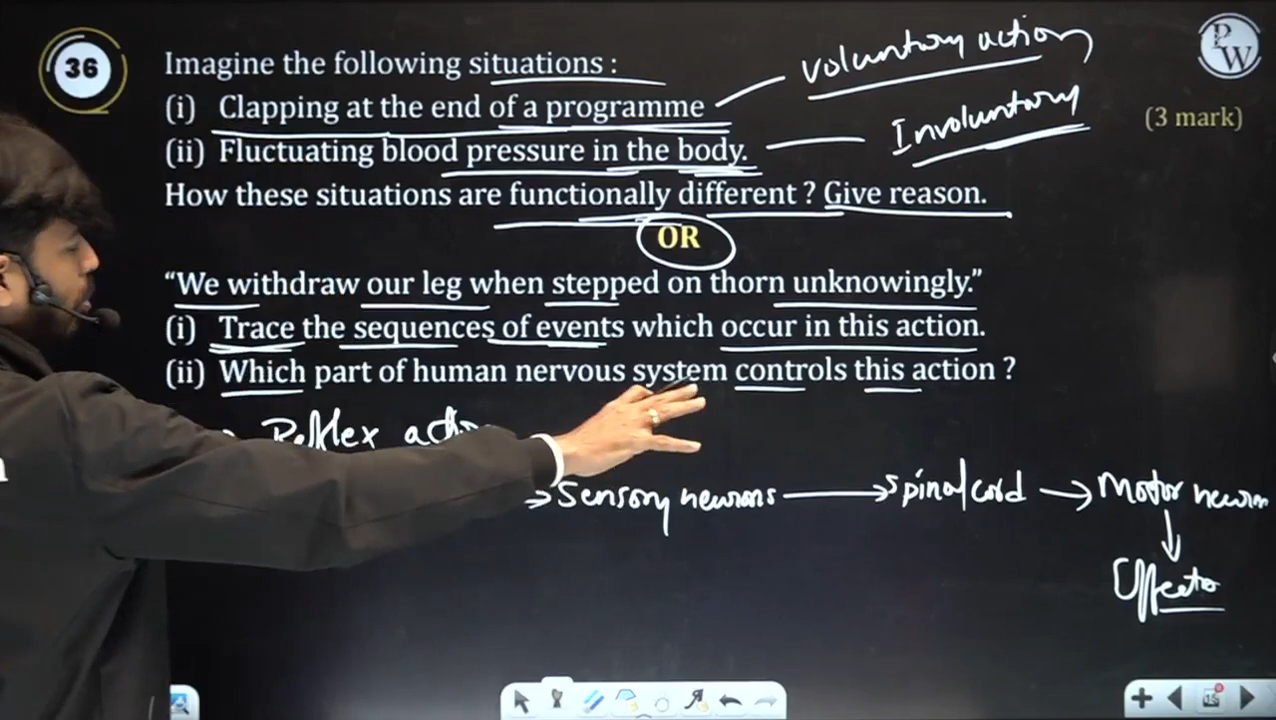 36
Imagine the following situations :
voluntary action
PW
(i) Clapping at the end of a programme
Involuntary
(3 mark)
(ii) Fluctuating blood pressure in the body.
How these situations are functionally different ? Give reason.
OR
“We withdraw our leg when stepped on thorn unknowingly.”
(i) Trace the sequences of events which occur in this action.
(ii) Which part of human nervous system controls this action ?
Reflex
→ Sensory neurons → spinal cord → Motor neuron
↓
Effector